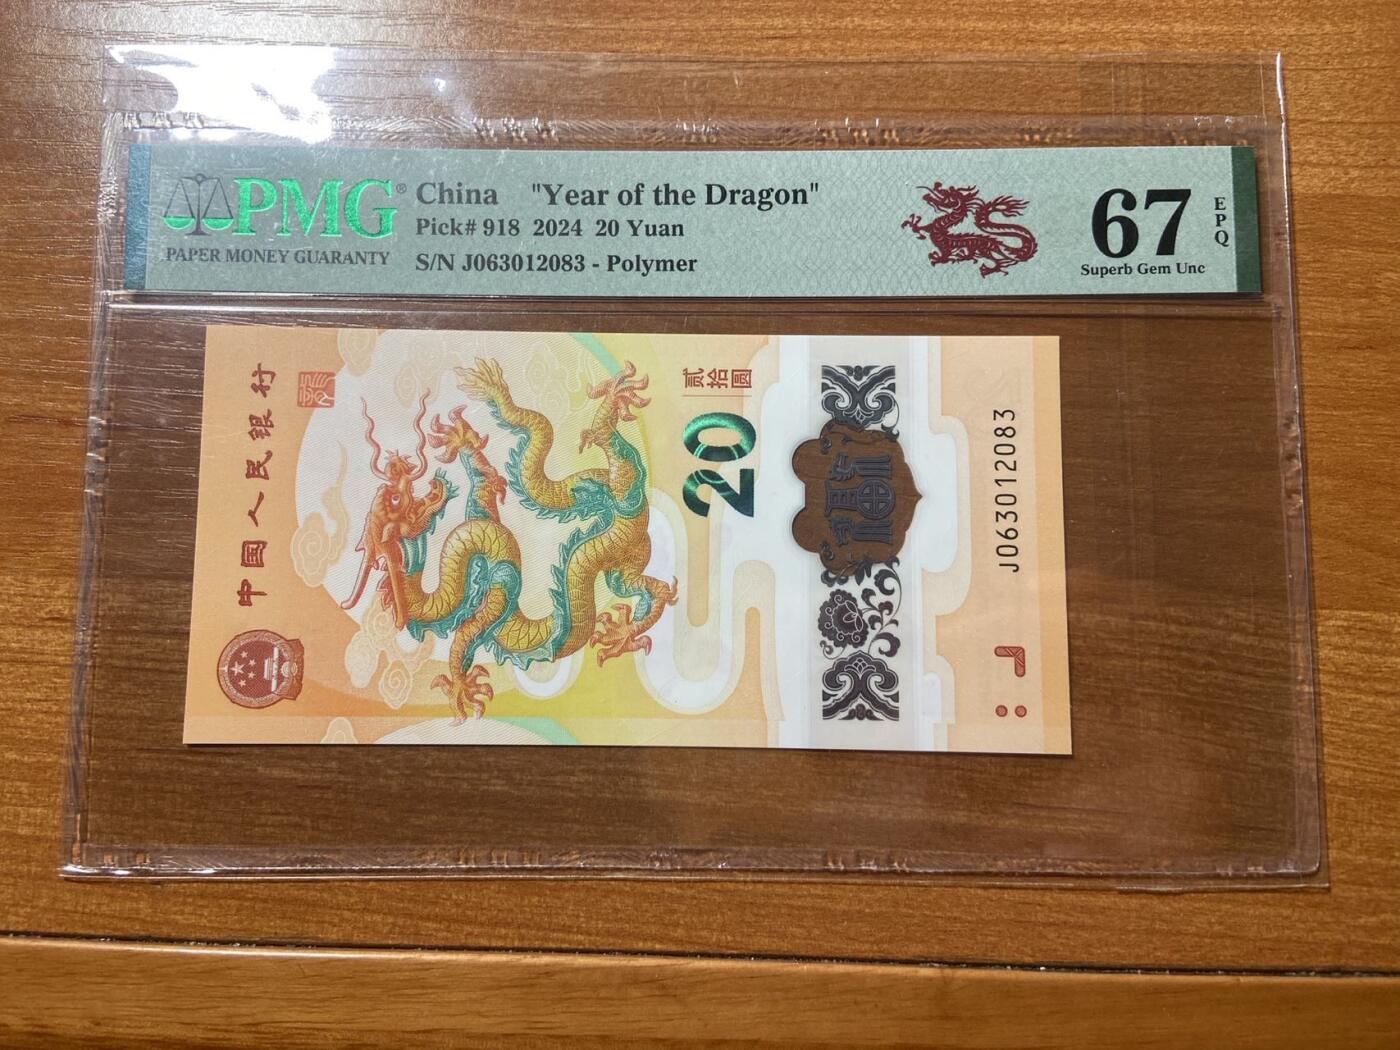 PMG®
PAPER MONEY GUARANTY
China "Year of the Dragon"
Pick# 918 2024 20 Yuan
S/N J063012083 - Polymer
67
EPQ
Superb Gem Unc
中国人民银行
贰拾圆
20
福
J063012083